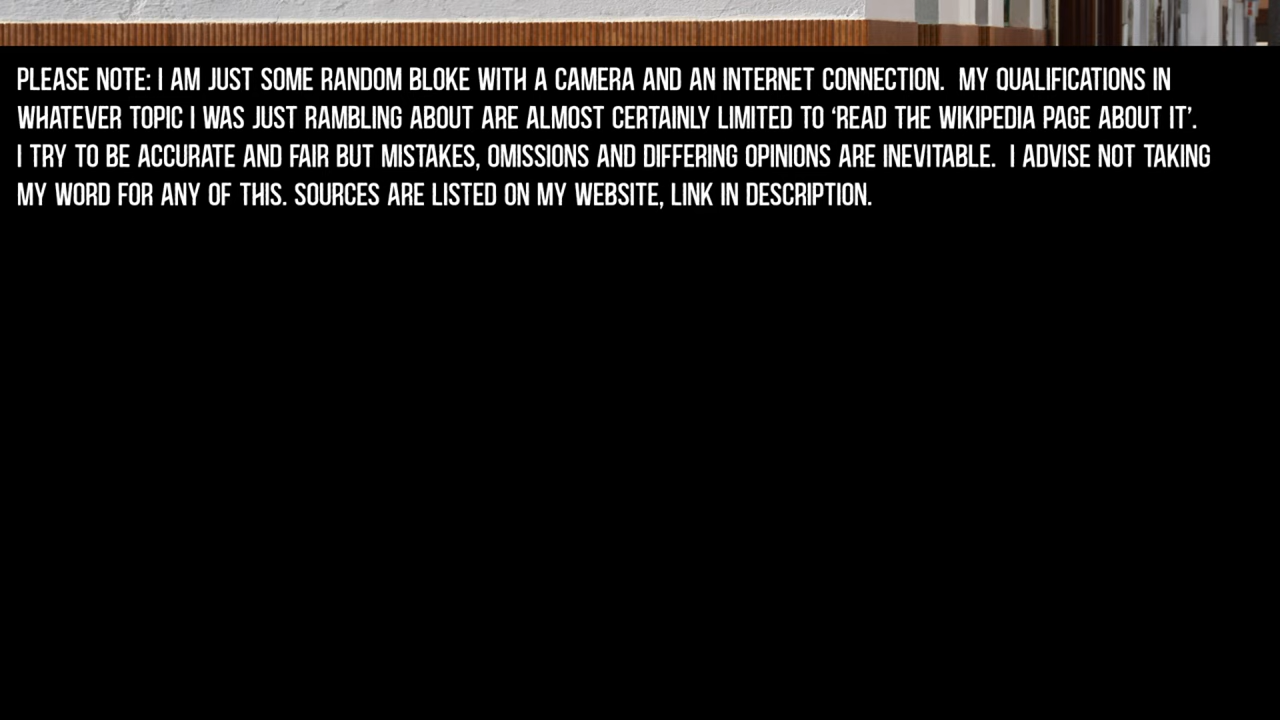 PLEASE NOTE: I AM JUST SOME RANDOM BLOKE WITH A CAMERA AND AN INTERNET CONNECTION.  MY QUALIFICATIONS IN
WHATEVER TOPIC I WAS JUST RAMBLING ABOUT ARE ALMOST CERTAINLY LIMITED TO ‘READ THE WIKIPEDIA PAGE ABOUT IT’.
I TRY TO BE ACCURATE AND FAIR BUT MISTAKES, OMISSIONS AND DIFFERING OPINIONS ARE INEVITABLE.  I ADVISE NOT TAKING
MY WORD FOR ANY OF THIS. SOURCES ARE LISTED ON MY WEBSITE, LINK IN DESCRIPTION.